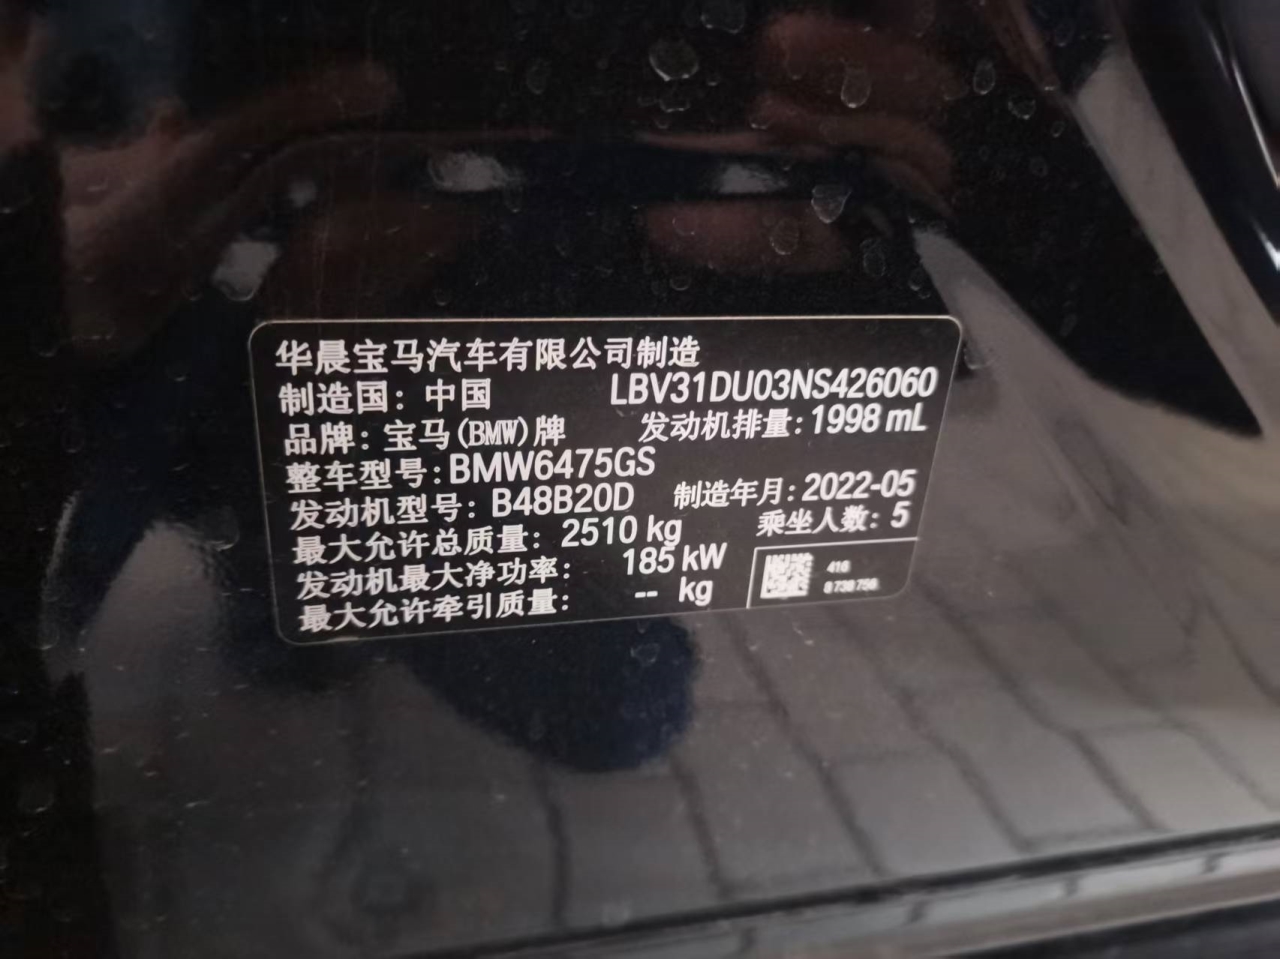 华晨宝马汽车有限公司制造
制造国：中国 LBV31DU03NS426060
品牌：宝马(BMW)牌 发动机排量：1998 mL
整车型号：BMW6475GS
发动机型号：B48B20D 制造年月：2022-05
最大允许总质量：2510 kg 乘坐人数：5
发动机最大净功率：185 kW
最大允许牵引质量：-- kg
416
8 738 756